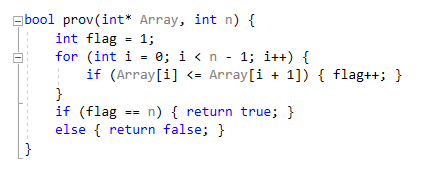 bool prov(int* Array, int n) {
    int flag = 1;
    for (int i = 0; i < n - 1; i++) {
        if (Array[i] <= Array[i + 1]) { flag++; }
    }
    if (flag == n) { return true; }
    else { return false; }
}